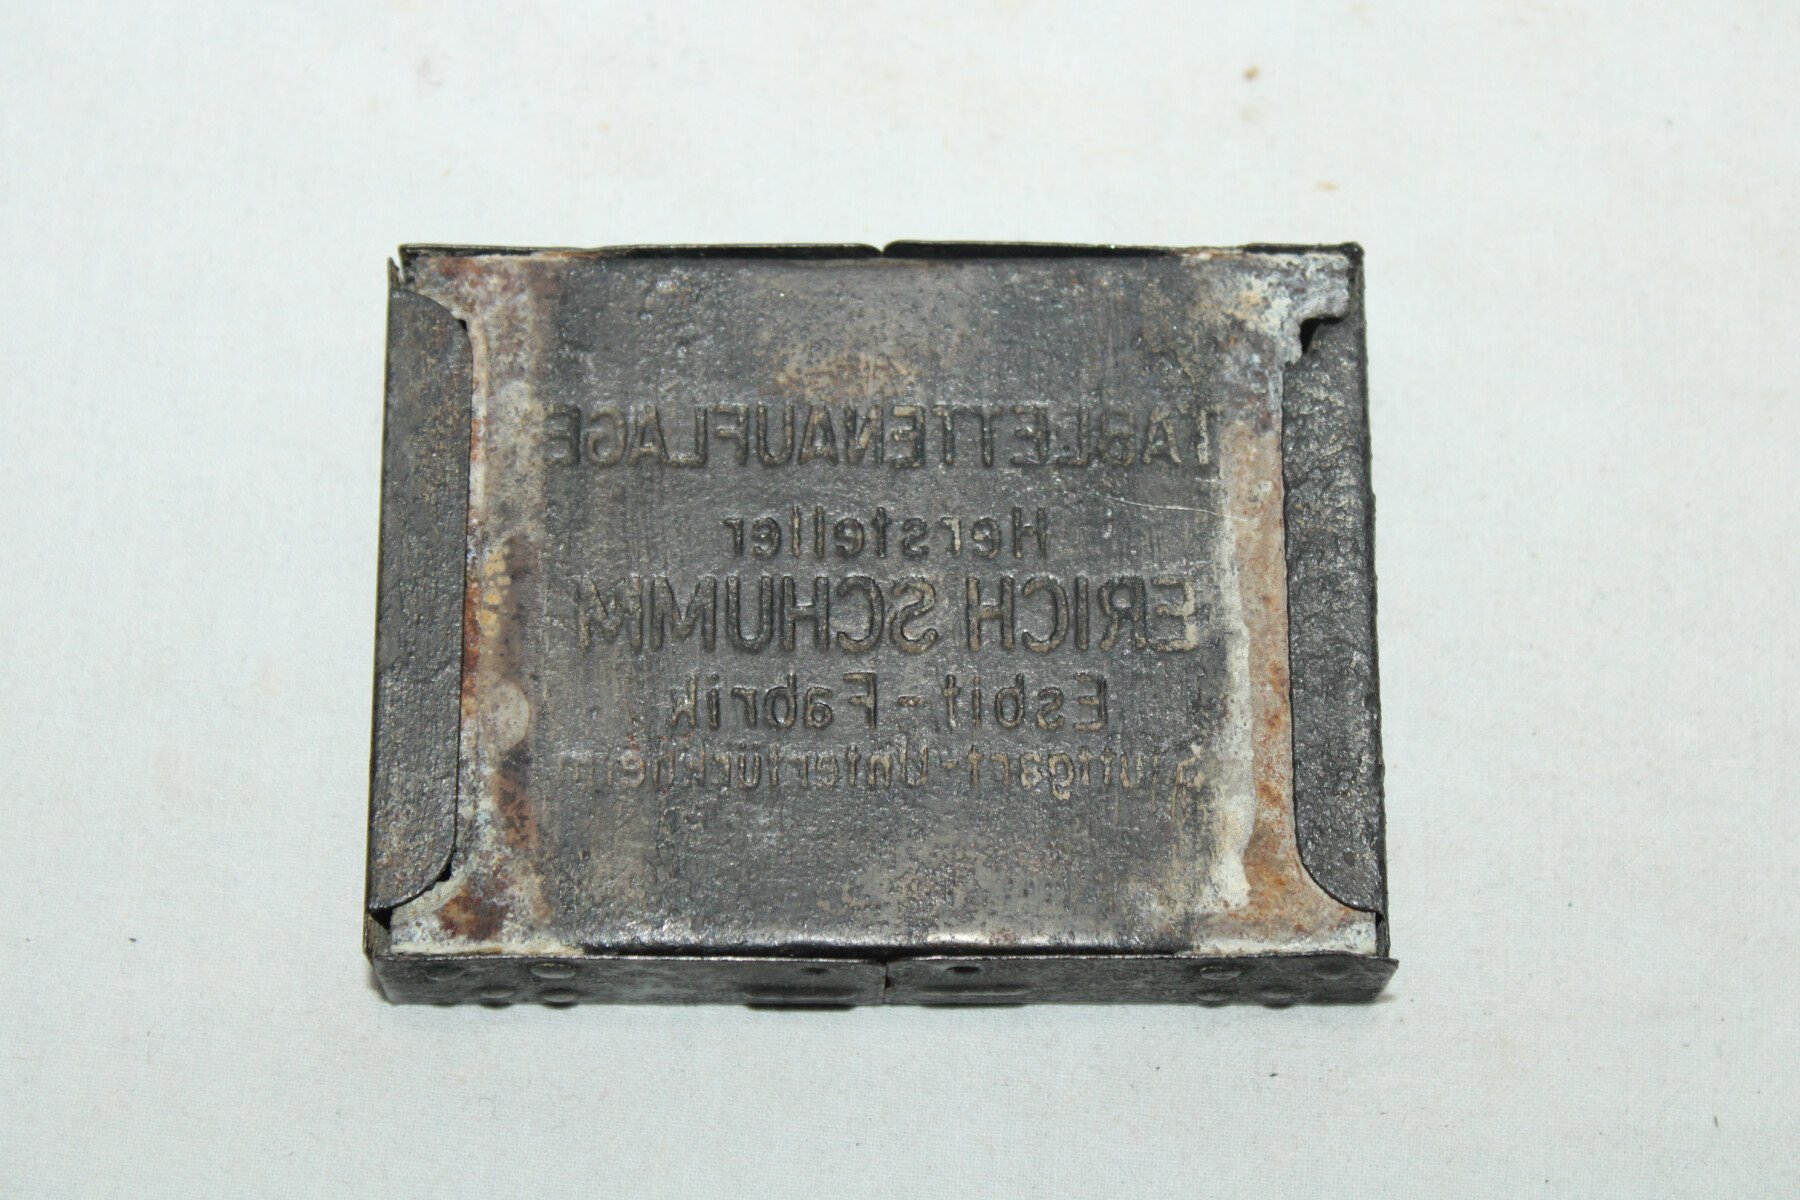 TABLETTENAUFLAGE
Hersteller
ERICH SCHUMM
Esbit-Fabrik
Stuttgart-Untertürkheim